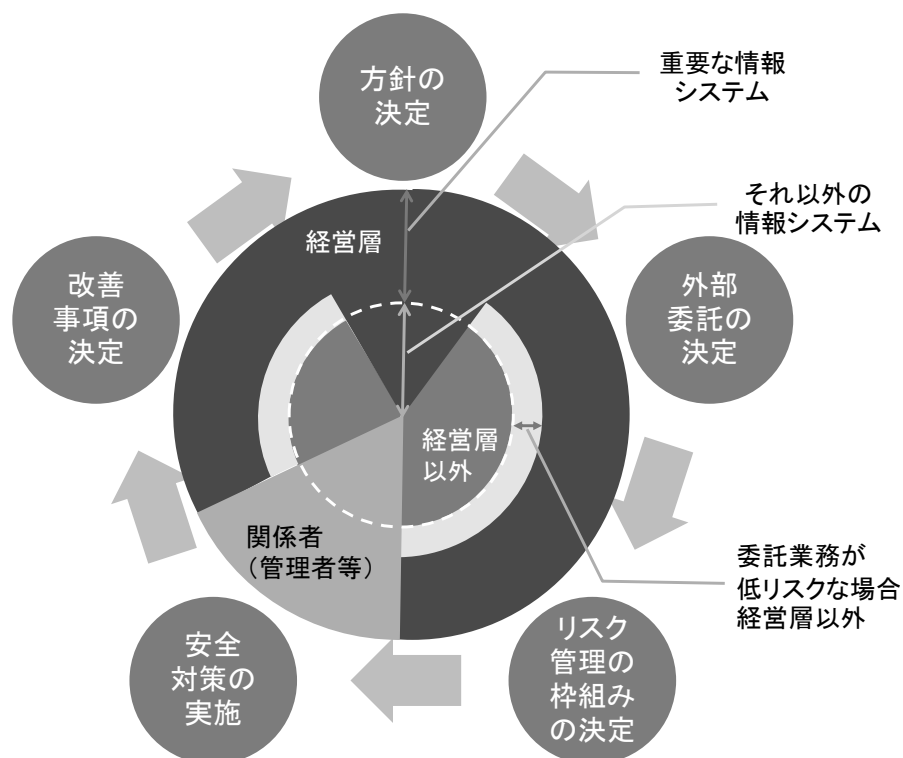 方針の
決定
重要な情報
システム
それ以外の
情報システム
経営層
改善
事項の
決定
外部
委託の
決定
経営層
以外
関係者
（管理者等）
委託業務が
低リスクな場合
経営層以外
安全
対策の
実施
リスク
管理の
枠組み
の決定